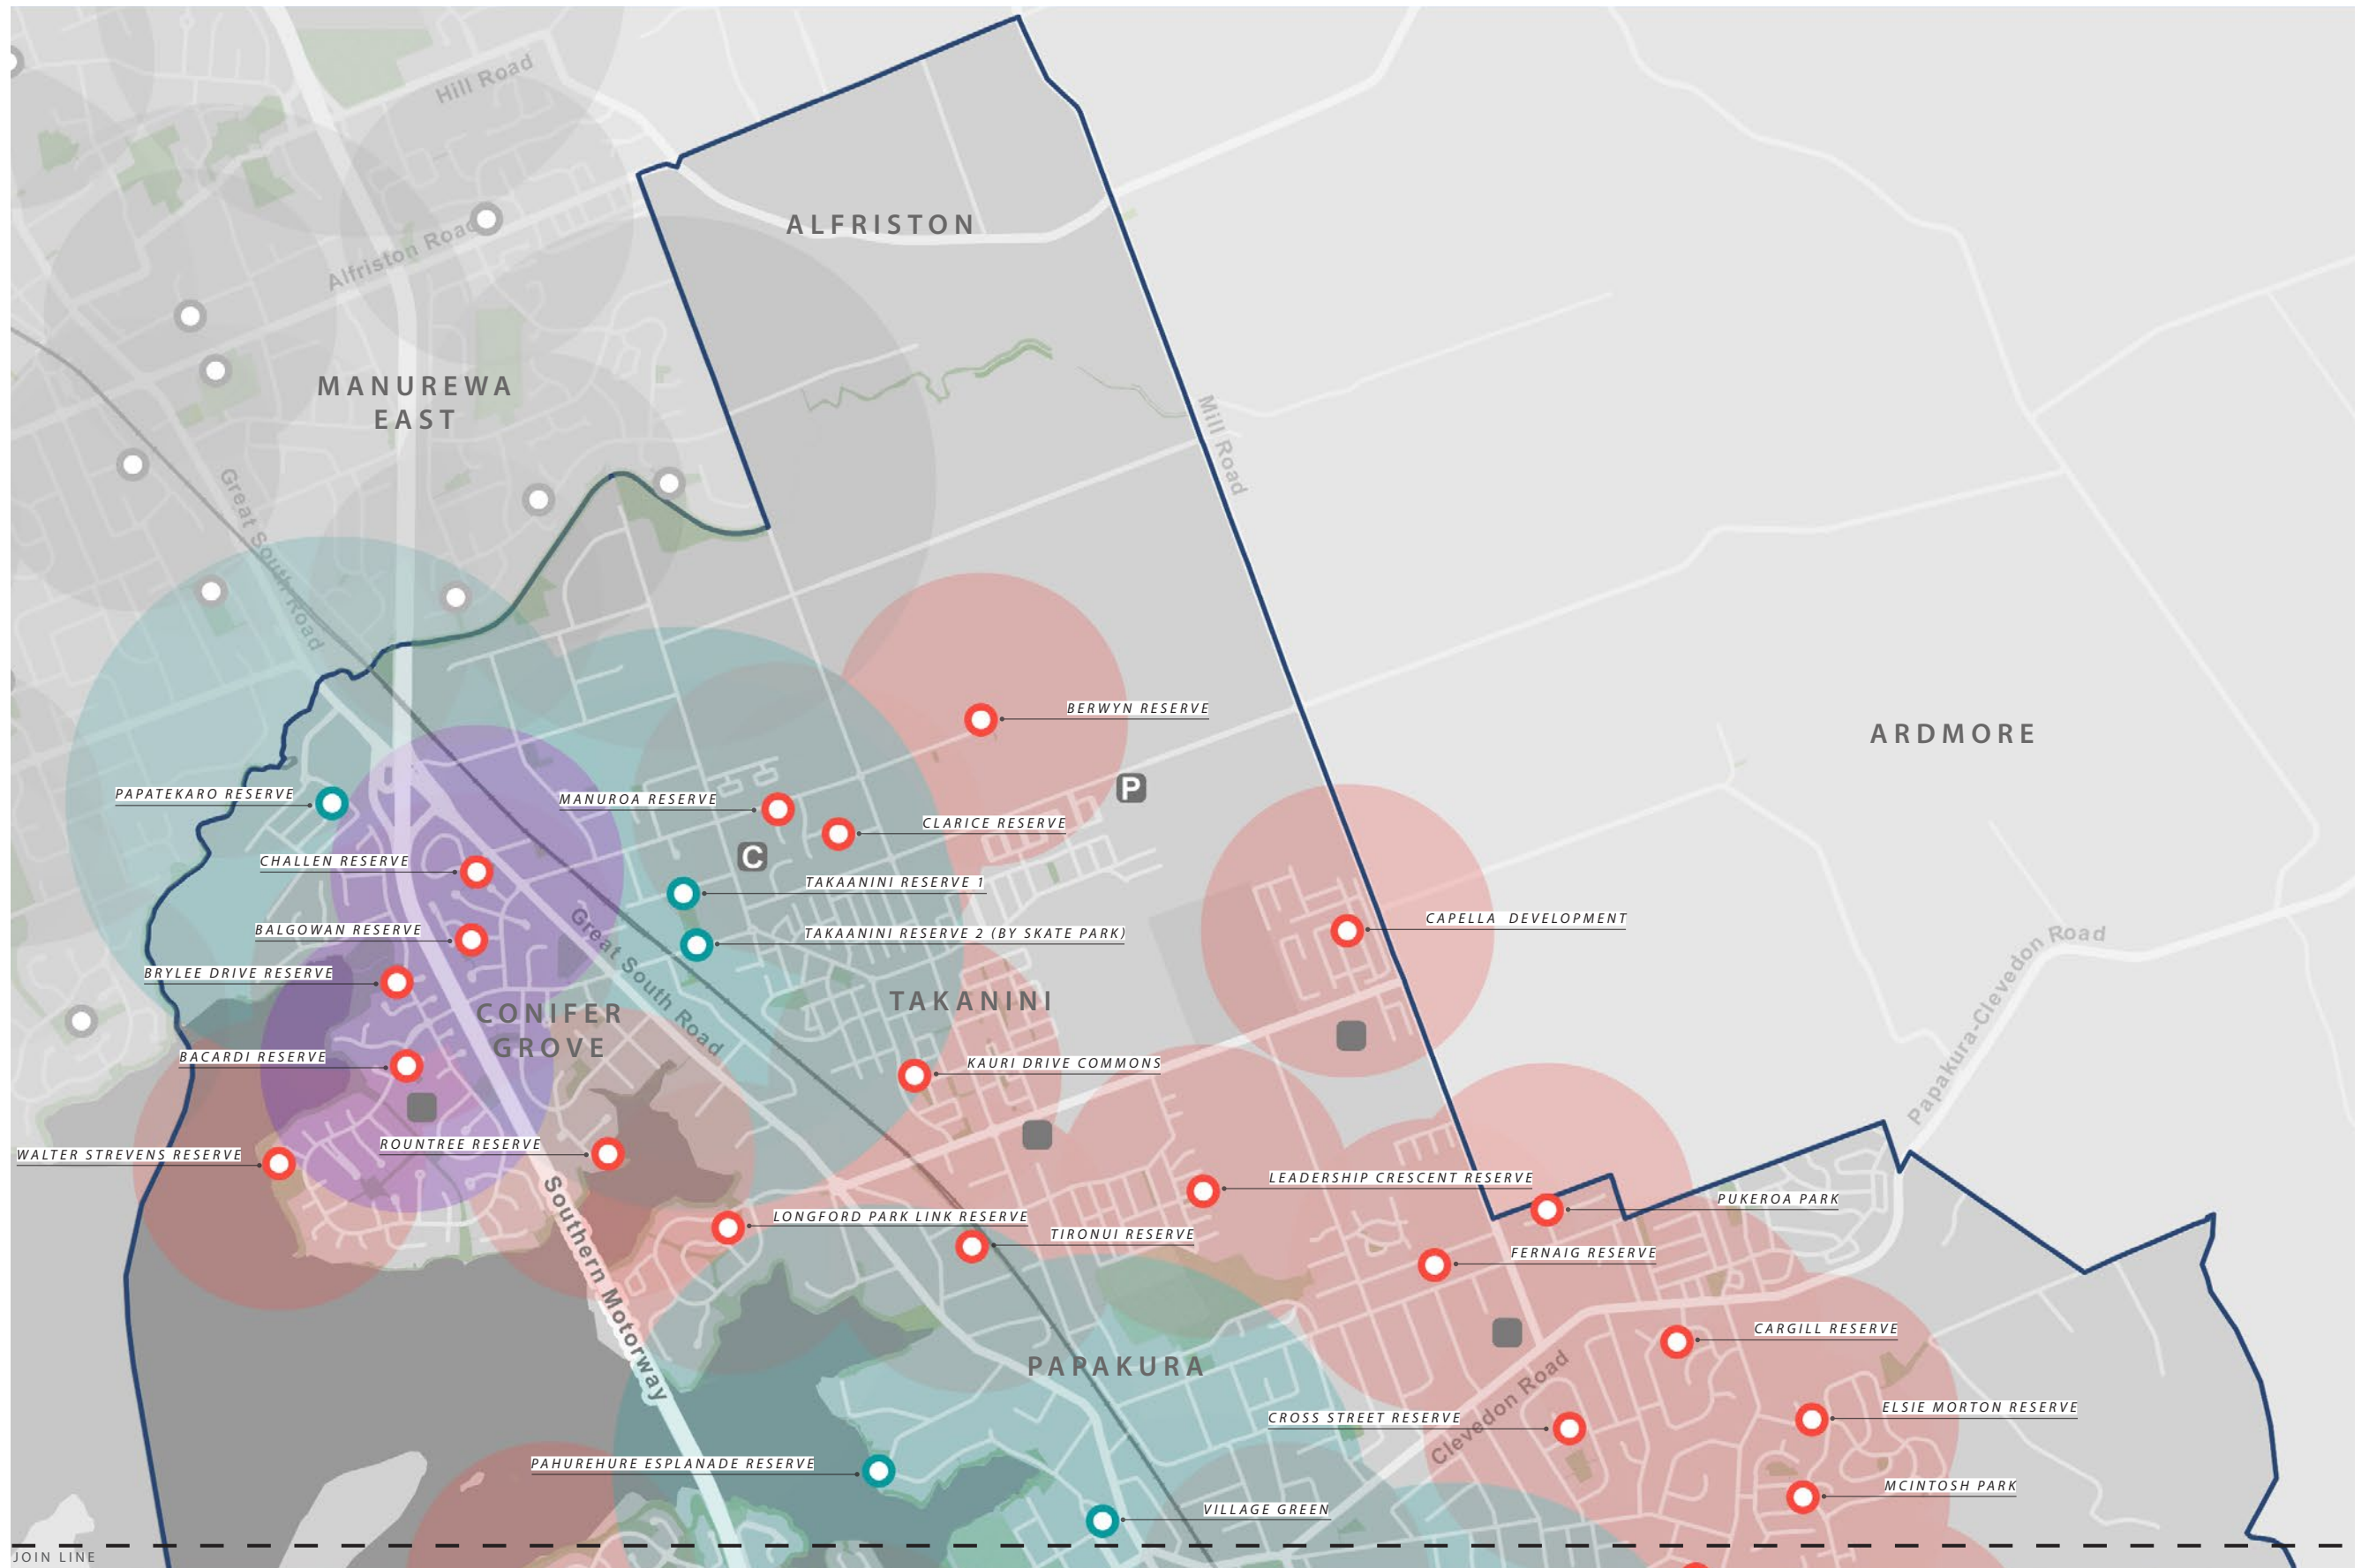 Hill Road
ALFRISTON
Alfriston Road
MANUREWA
EAST
Mill Road
Great South Road
BERWYN RESERVE
ARDMORE
PAPATEKARO RESERVE
MANUROA RESERVE
P
CLARICE RESERVE
C
CHALLEN RESERVE
TAKAANINI RESERVE 1
BALGOWAN RESERVE
TAKAANINI RESERVE 2 (BY SKATE PARK)
CAPELLA DEVELOPMENT
BRYLEE DRIVE RESERVE
Great South Road
TAKANINI
CONIFER
GROVE
Papakura-Clevedon Road
BACARDI RESERVE
KAURI DRIVE COMMONS
ROUNTREE RESERVE
WALTER STREVENS RESERVE
LEADERSHIP CRESCENT RESERVE
PUKEROA PARK
LONGFORD PARK LINK RESERVE
TIRONUI RESERVE
FERNAIG RESERVE
Southern Motorway
CARGILL RESERVE
PAPAKURA
Clevedon Road
CROSS STREET RESERVE
ELSIE MORTON RESERVE
PAHUREHURE ESPLANADE RESERVE
MCINTOSH PARK
VILLAGE GREEN
JOIN LINE